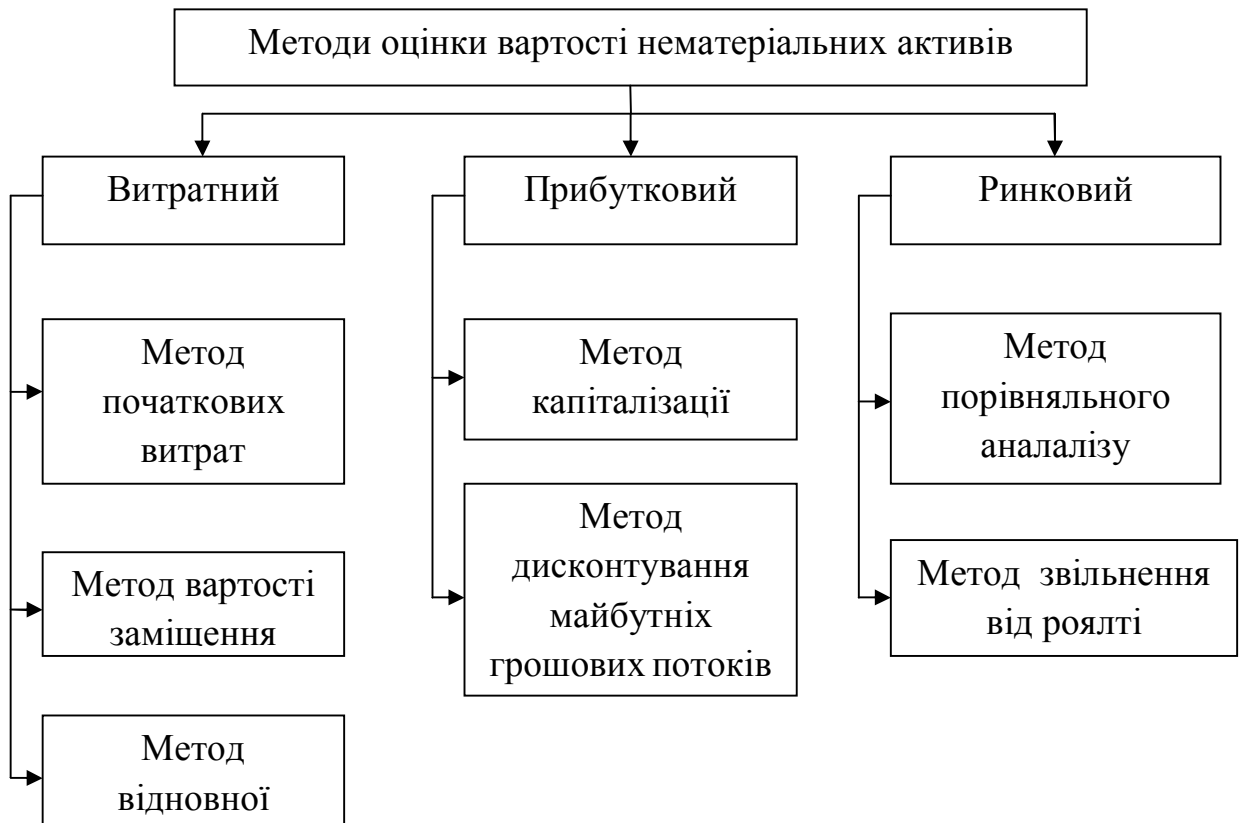 Методи оцінки вартості нематеріальних активів
Витратний
Прибутковий
Ринковий
Метод
початкових
витрат
Метод вартості
заміщення
Метод
відновної
Метод
капіталізації
Метод
дисконтування
майбутніх
грошових потоків
Метод
порівняльного
аналалізу
Метод звільнення
від роялті